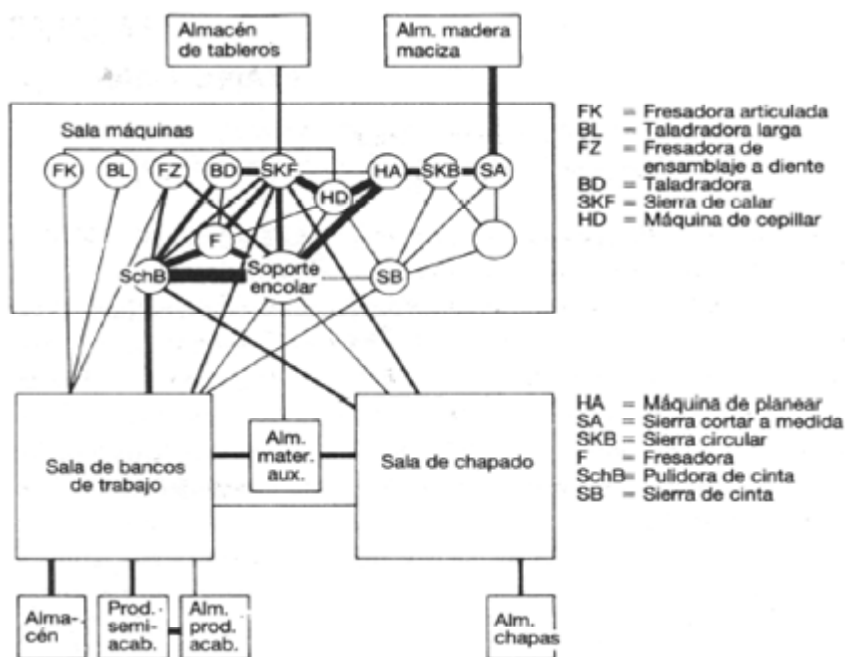 Almacén
de tableros
Alm. madera
maciza
Sala máquinas
FK
BL
FZ
BD
SKF
HD
HA
SKB
SA
F
SchB
Soporte
encolar
SB
FK = Fresadora articulada
BL = Taladradora larga
FZ = Fresadora de
ensamblaje a diente
BD = Taladradora
SKF = Sierra de calar
HD = Máquina de cepillar
Sala de bancos
de trabajo
Alm.
mater.
aux.
Sala de chapado
HA = Máquina de planear
SA = Sierra cortar a medida
SKB = Sierra circular
F = Fresadora
SchB= Pulidora de cinta
SB = Sierra de cinta
Alma-
cén
Prod.
semi-
acab.
Alm.
prod.
acab.
Alm.
chapas